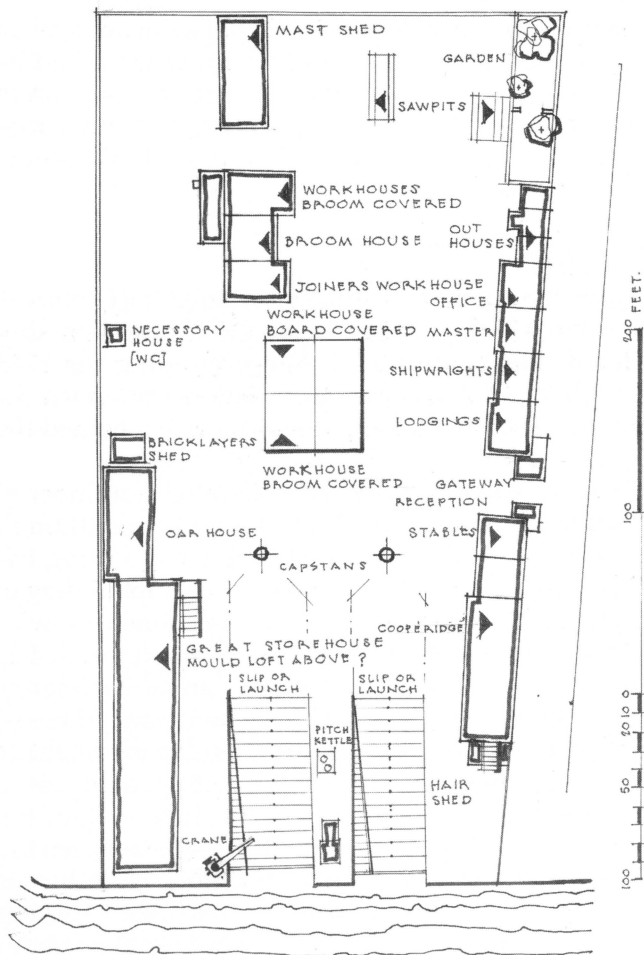 MAST SHED
GARDEN
SAWPITS
WORKHOUSES
BROOM COVERED
BROOM HOUSE
OUT
HOUSES
JOINERS WORKHOUSE
OFFICE
WORKHOUSE
BOARD COVERED
MASTER
NECESSORY
HOUSE
[WC]
SHIPWRIGHTS
LODGINGS
BRICKLAYERS
SHED
WORKHOUSE
BROOM COVERED
GATEWAY
RECEPTION
OAR HOUSE
STABLES
CAPSTANS
COOPERIDGE
GREAT STOREHOUSE
MOULD LOFT ABOVE?
SLIP OR
LAUNCH
SLIP OR
LAUNCH
PITCH
KETTLE
HAIR
SHED
CRANE
FEET.
200
100
0
10
20
50
100